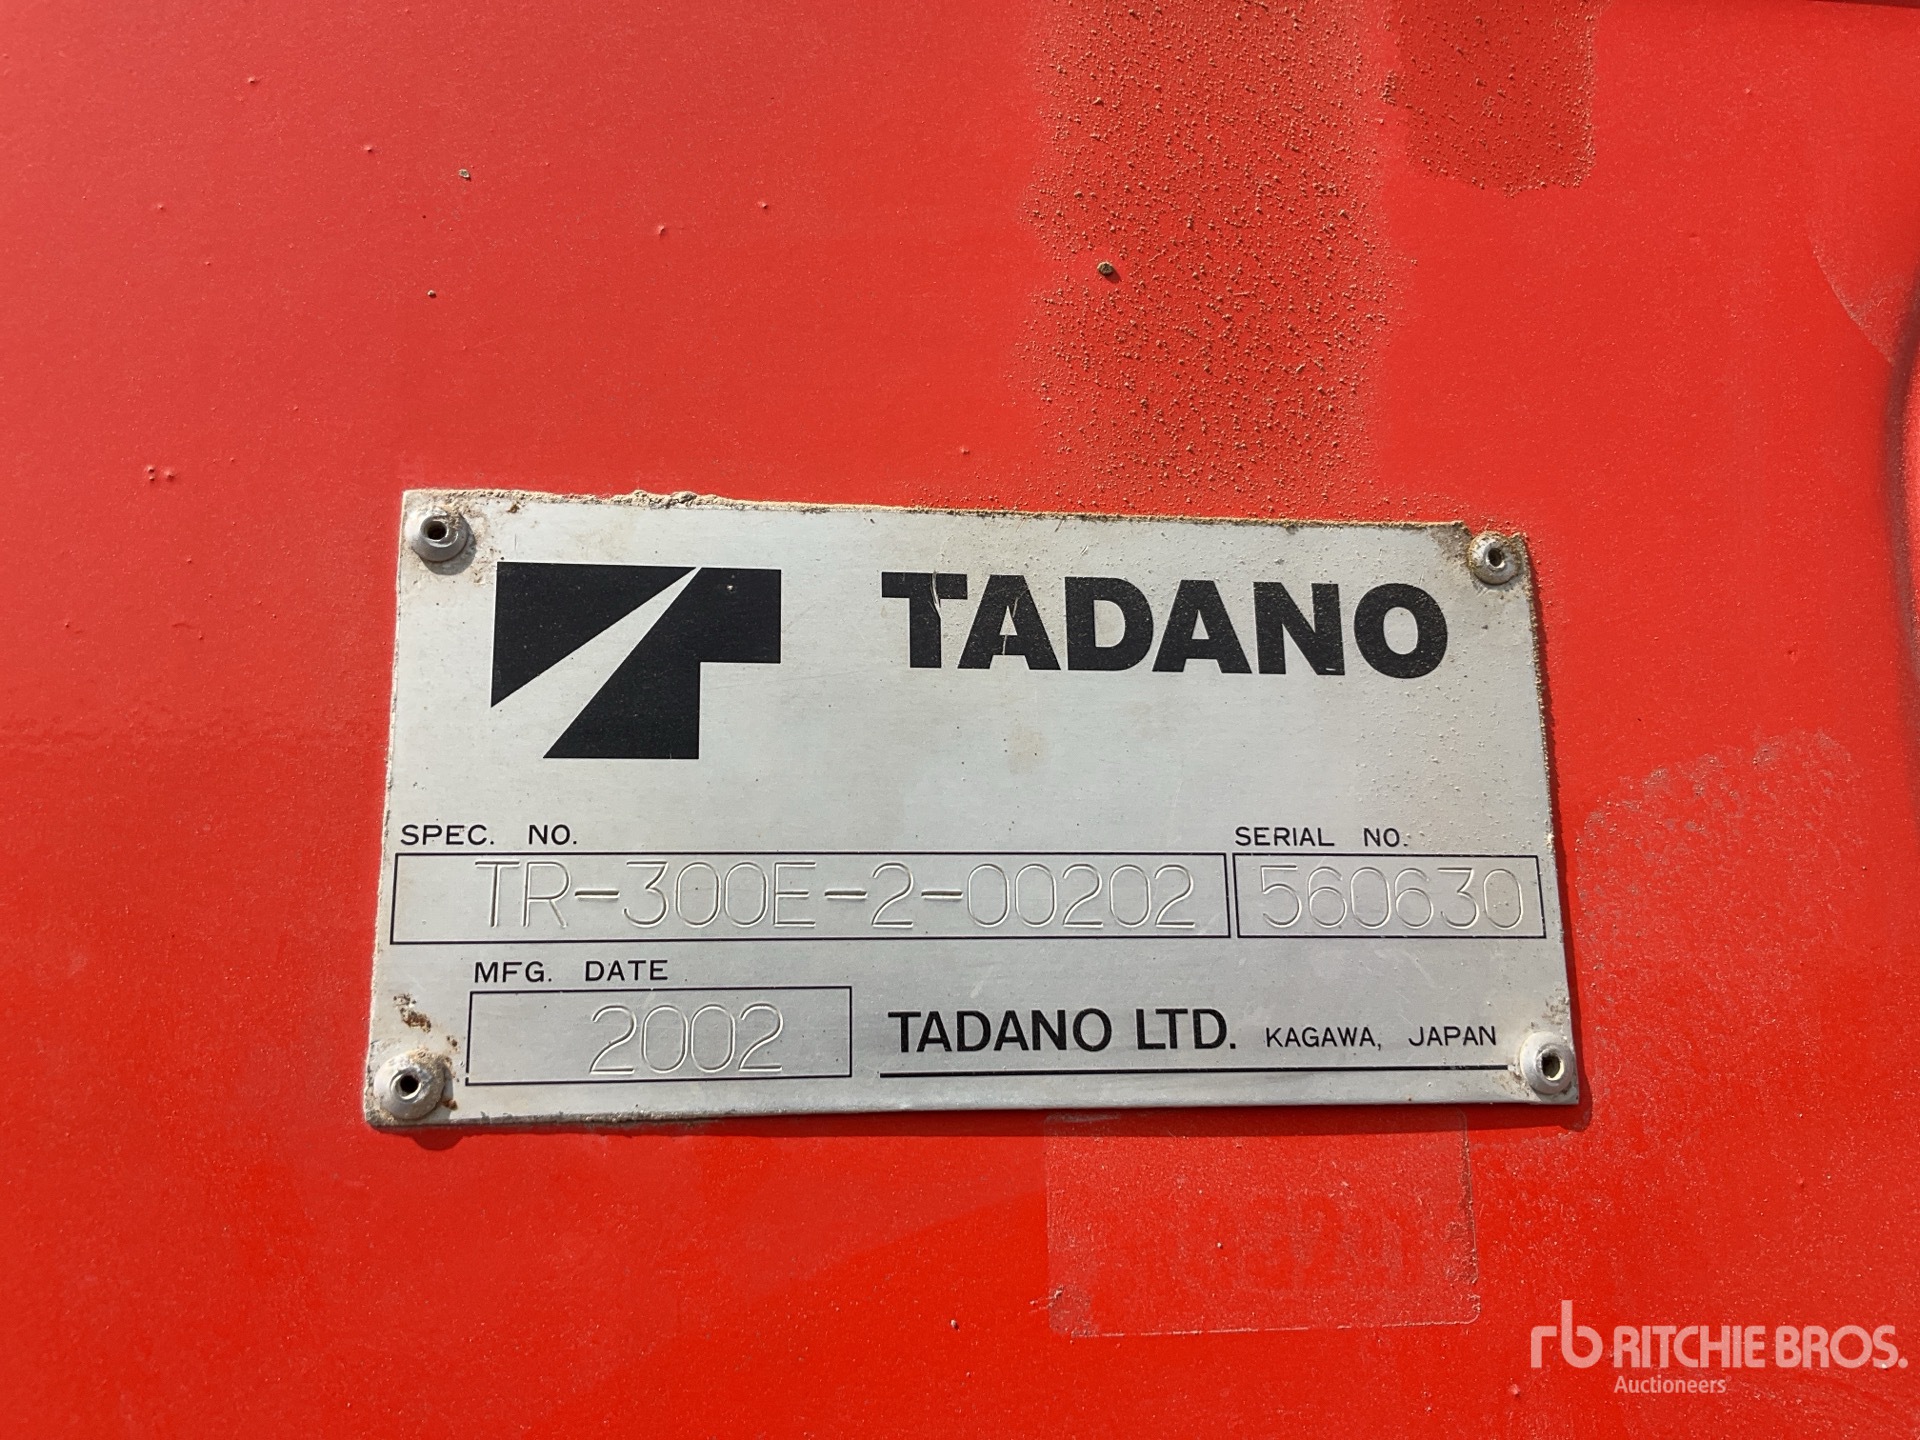 TADANO
SPEC. NO. SERIAL NO.
TR-300E-2-00202 560630
MFG. DATE
2002 TADANO LTD. KAGAWA, JAPAN
rb RITCHIE BROS.
Auctioneers